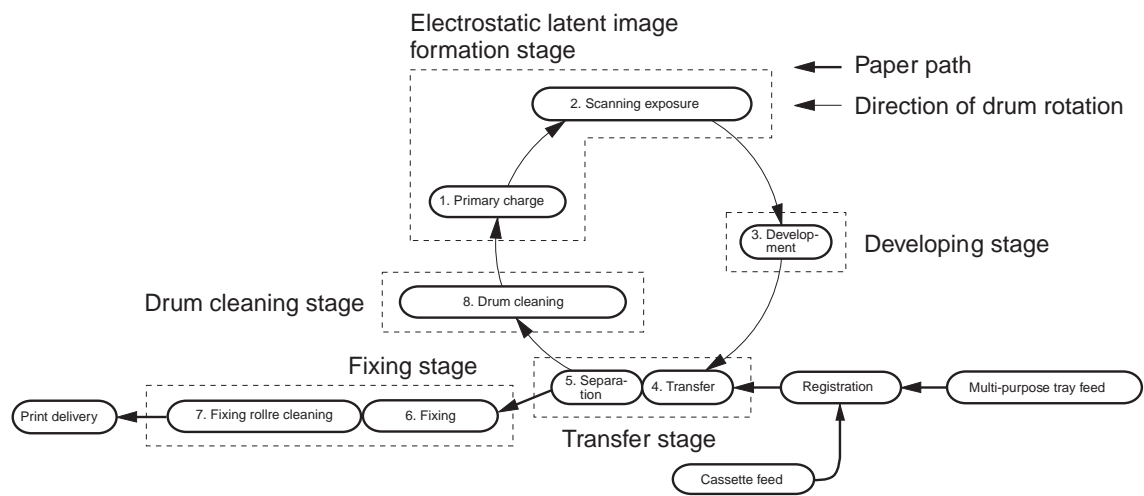 Electrostatic latent image
formation stage
Paper path
2. Scanning exposure
Direction of drum rotation
1. Primary charge
3. Develop-
ment
Developing stage
Drum cleaning stage
8. Drum cleaning
Fixing stage
5. Separa-
tion
4. Transfer
Registration
Multi-purpose tray feed
Print delivery
7. Fixing rollre cleaning
6. Fixing
Transfer stage
Cassette feed